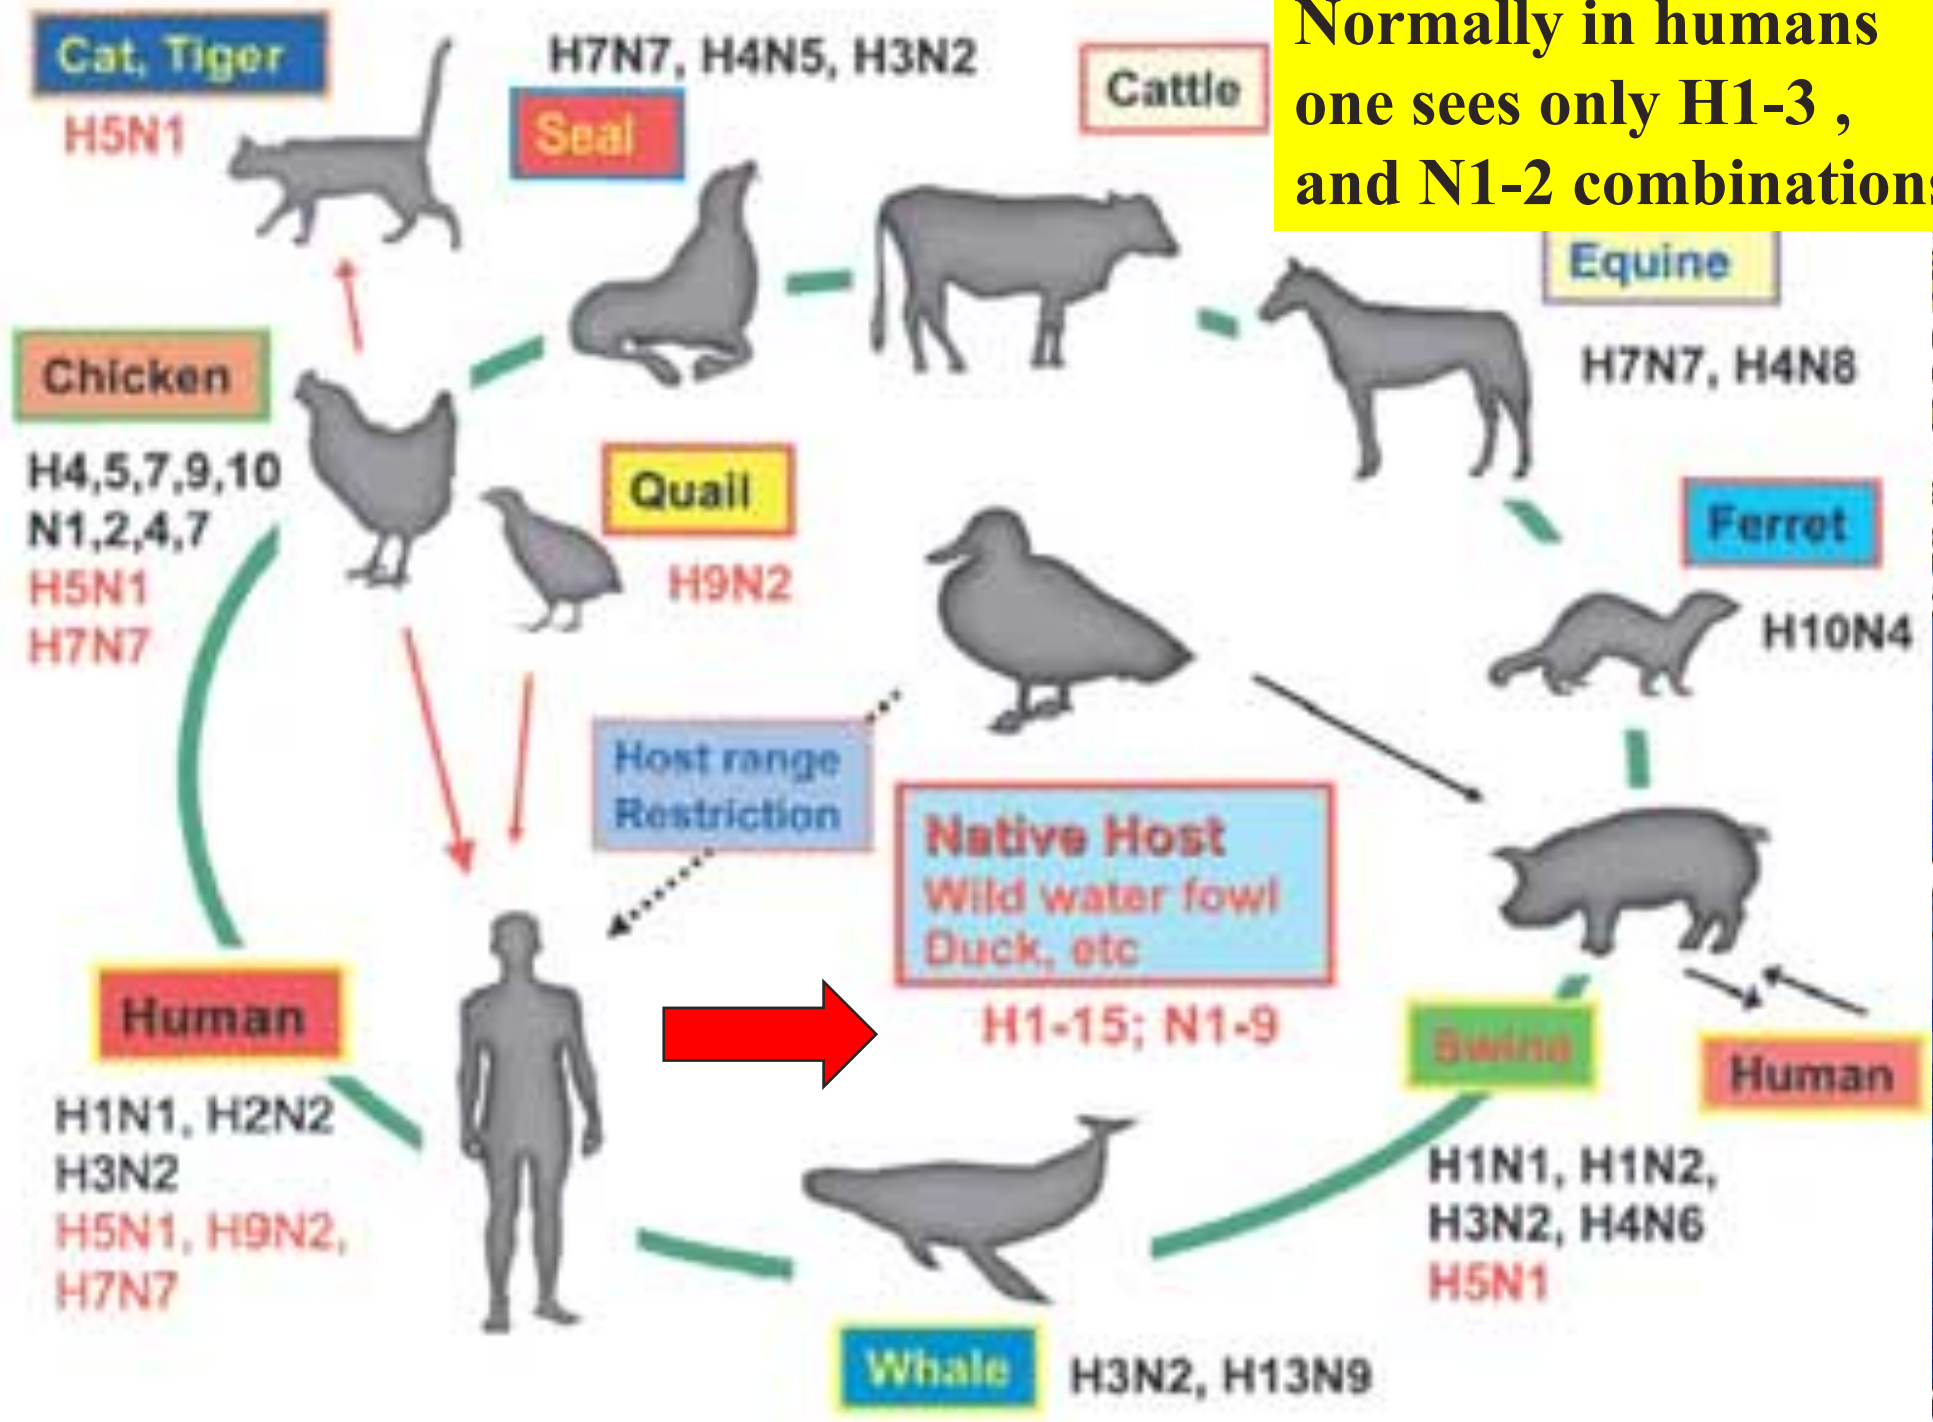 Normally in humans
one sees only H1-3 ,
and N1-2 combinations
Cat, Tiger
H5N1
H7N7, H4N5, H3N2
Seal
Cattle
Equine
H7N7, H4N8
Chicken
H4,5,7,9,10
N1,2,4,7
H5N1
H7N7
Quail
H9N2
Ferret
H10N4
Host range
Restriction
Native Host
Wild water fowl
Duck, etc
H1-15; N1-9
Human
H1N1, H2N2
H3N2
H5N1, H9N2,
H7N7
Swine
Human
H1N1, H1N2,
H3N2, H4N6
H5N1
Whale
H3N2, H13N9